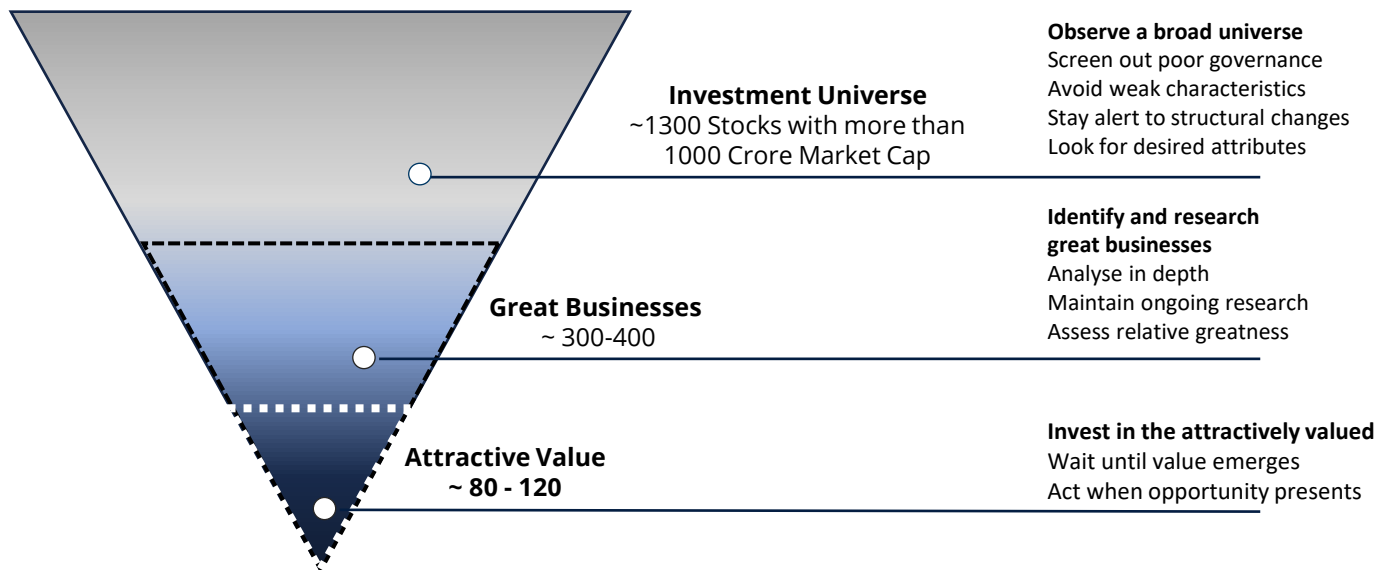 Investment Universe
~1300 Stocks with more than
1000 Crore Market Cap
Observe a broad universe
Screen out poor governance
Avoid weak characteristics
Stay alert to structural changes
Look for desired attributes
Great Businesses
~ 300-400
Identify and research
great businesses
Analyse in depth
Maintain ongoing research
Assess relative greatness
Attractive Value
~ 80 - 120
Invest in the attractively valued
Wait until value emerges
Act when opportunity presents